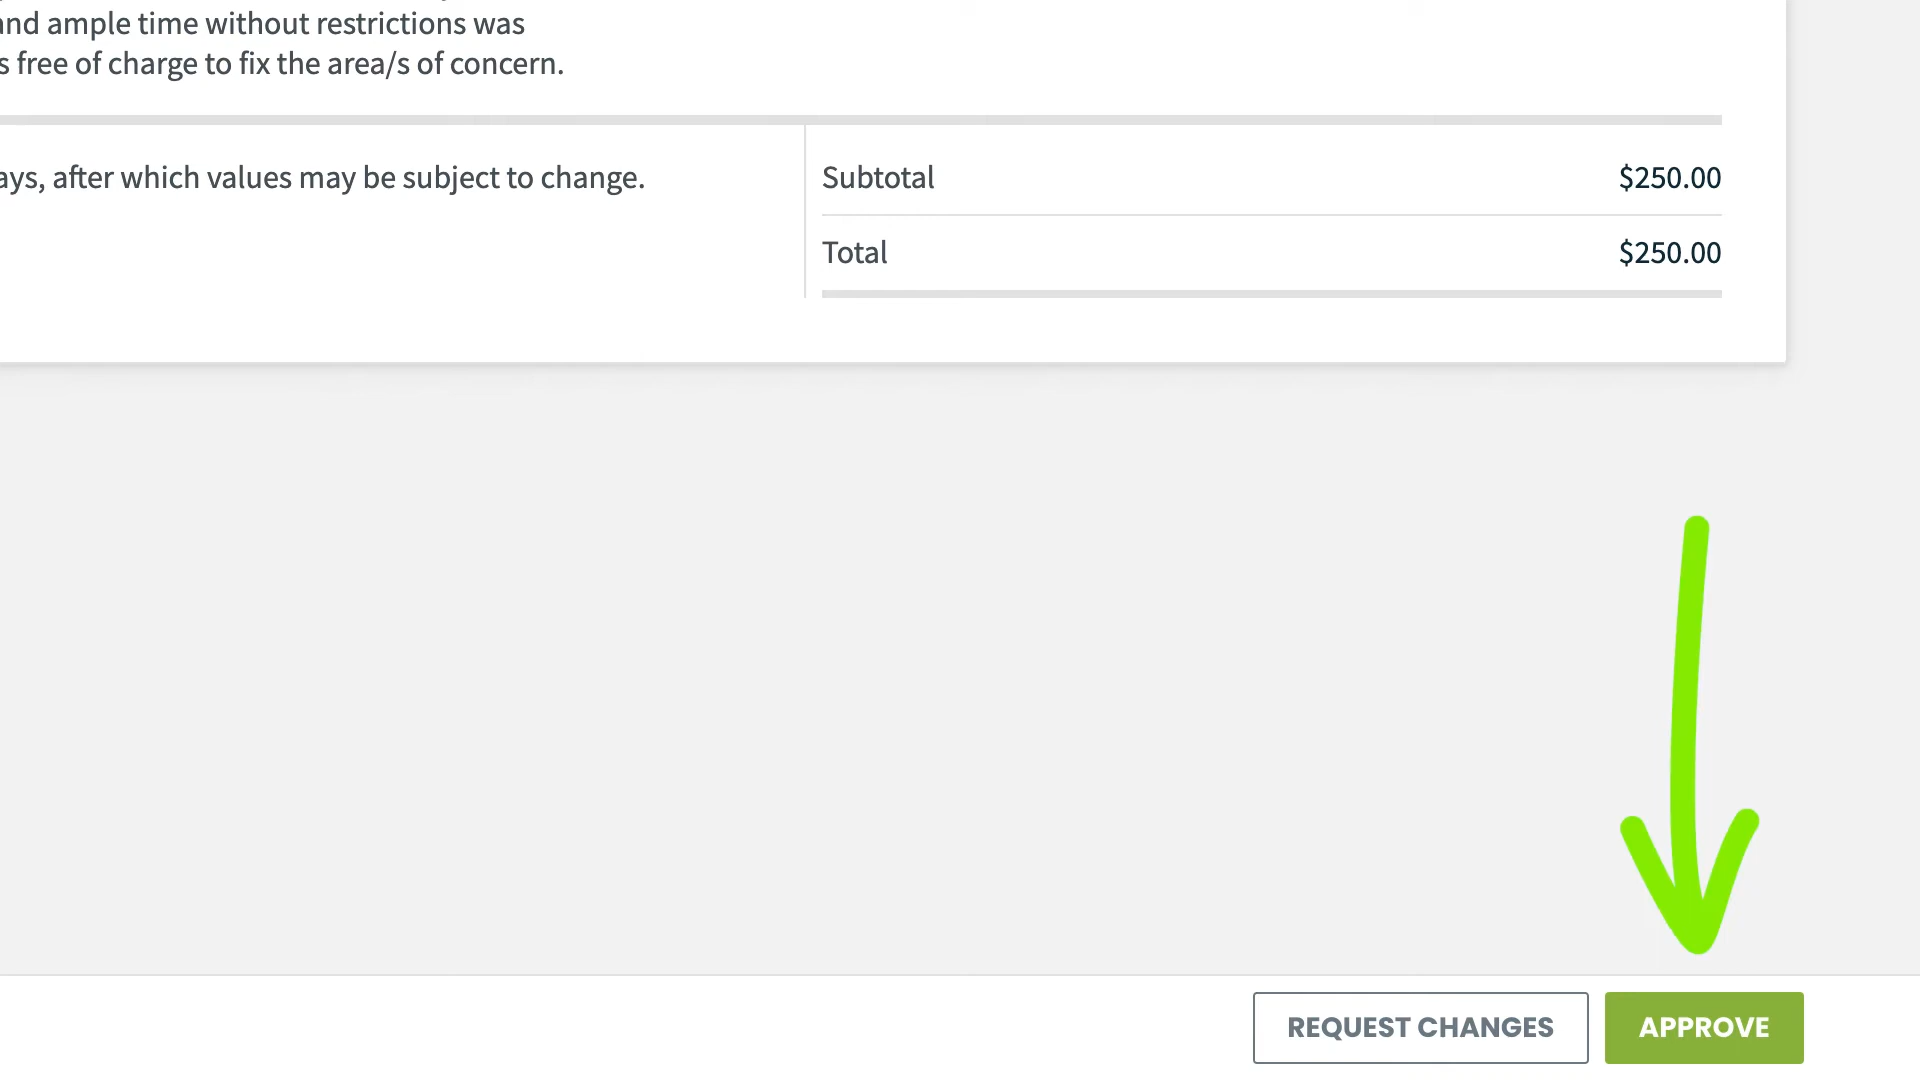 and ample time without restrictions was
s free of charge to fix the area/s of concern.
ays, after which values may be subject to change.
Subtotal $250.00
Total $250.00
REQUEST CHANGES APPROVE